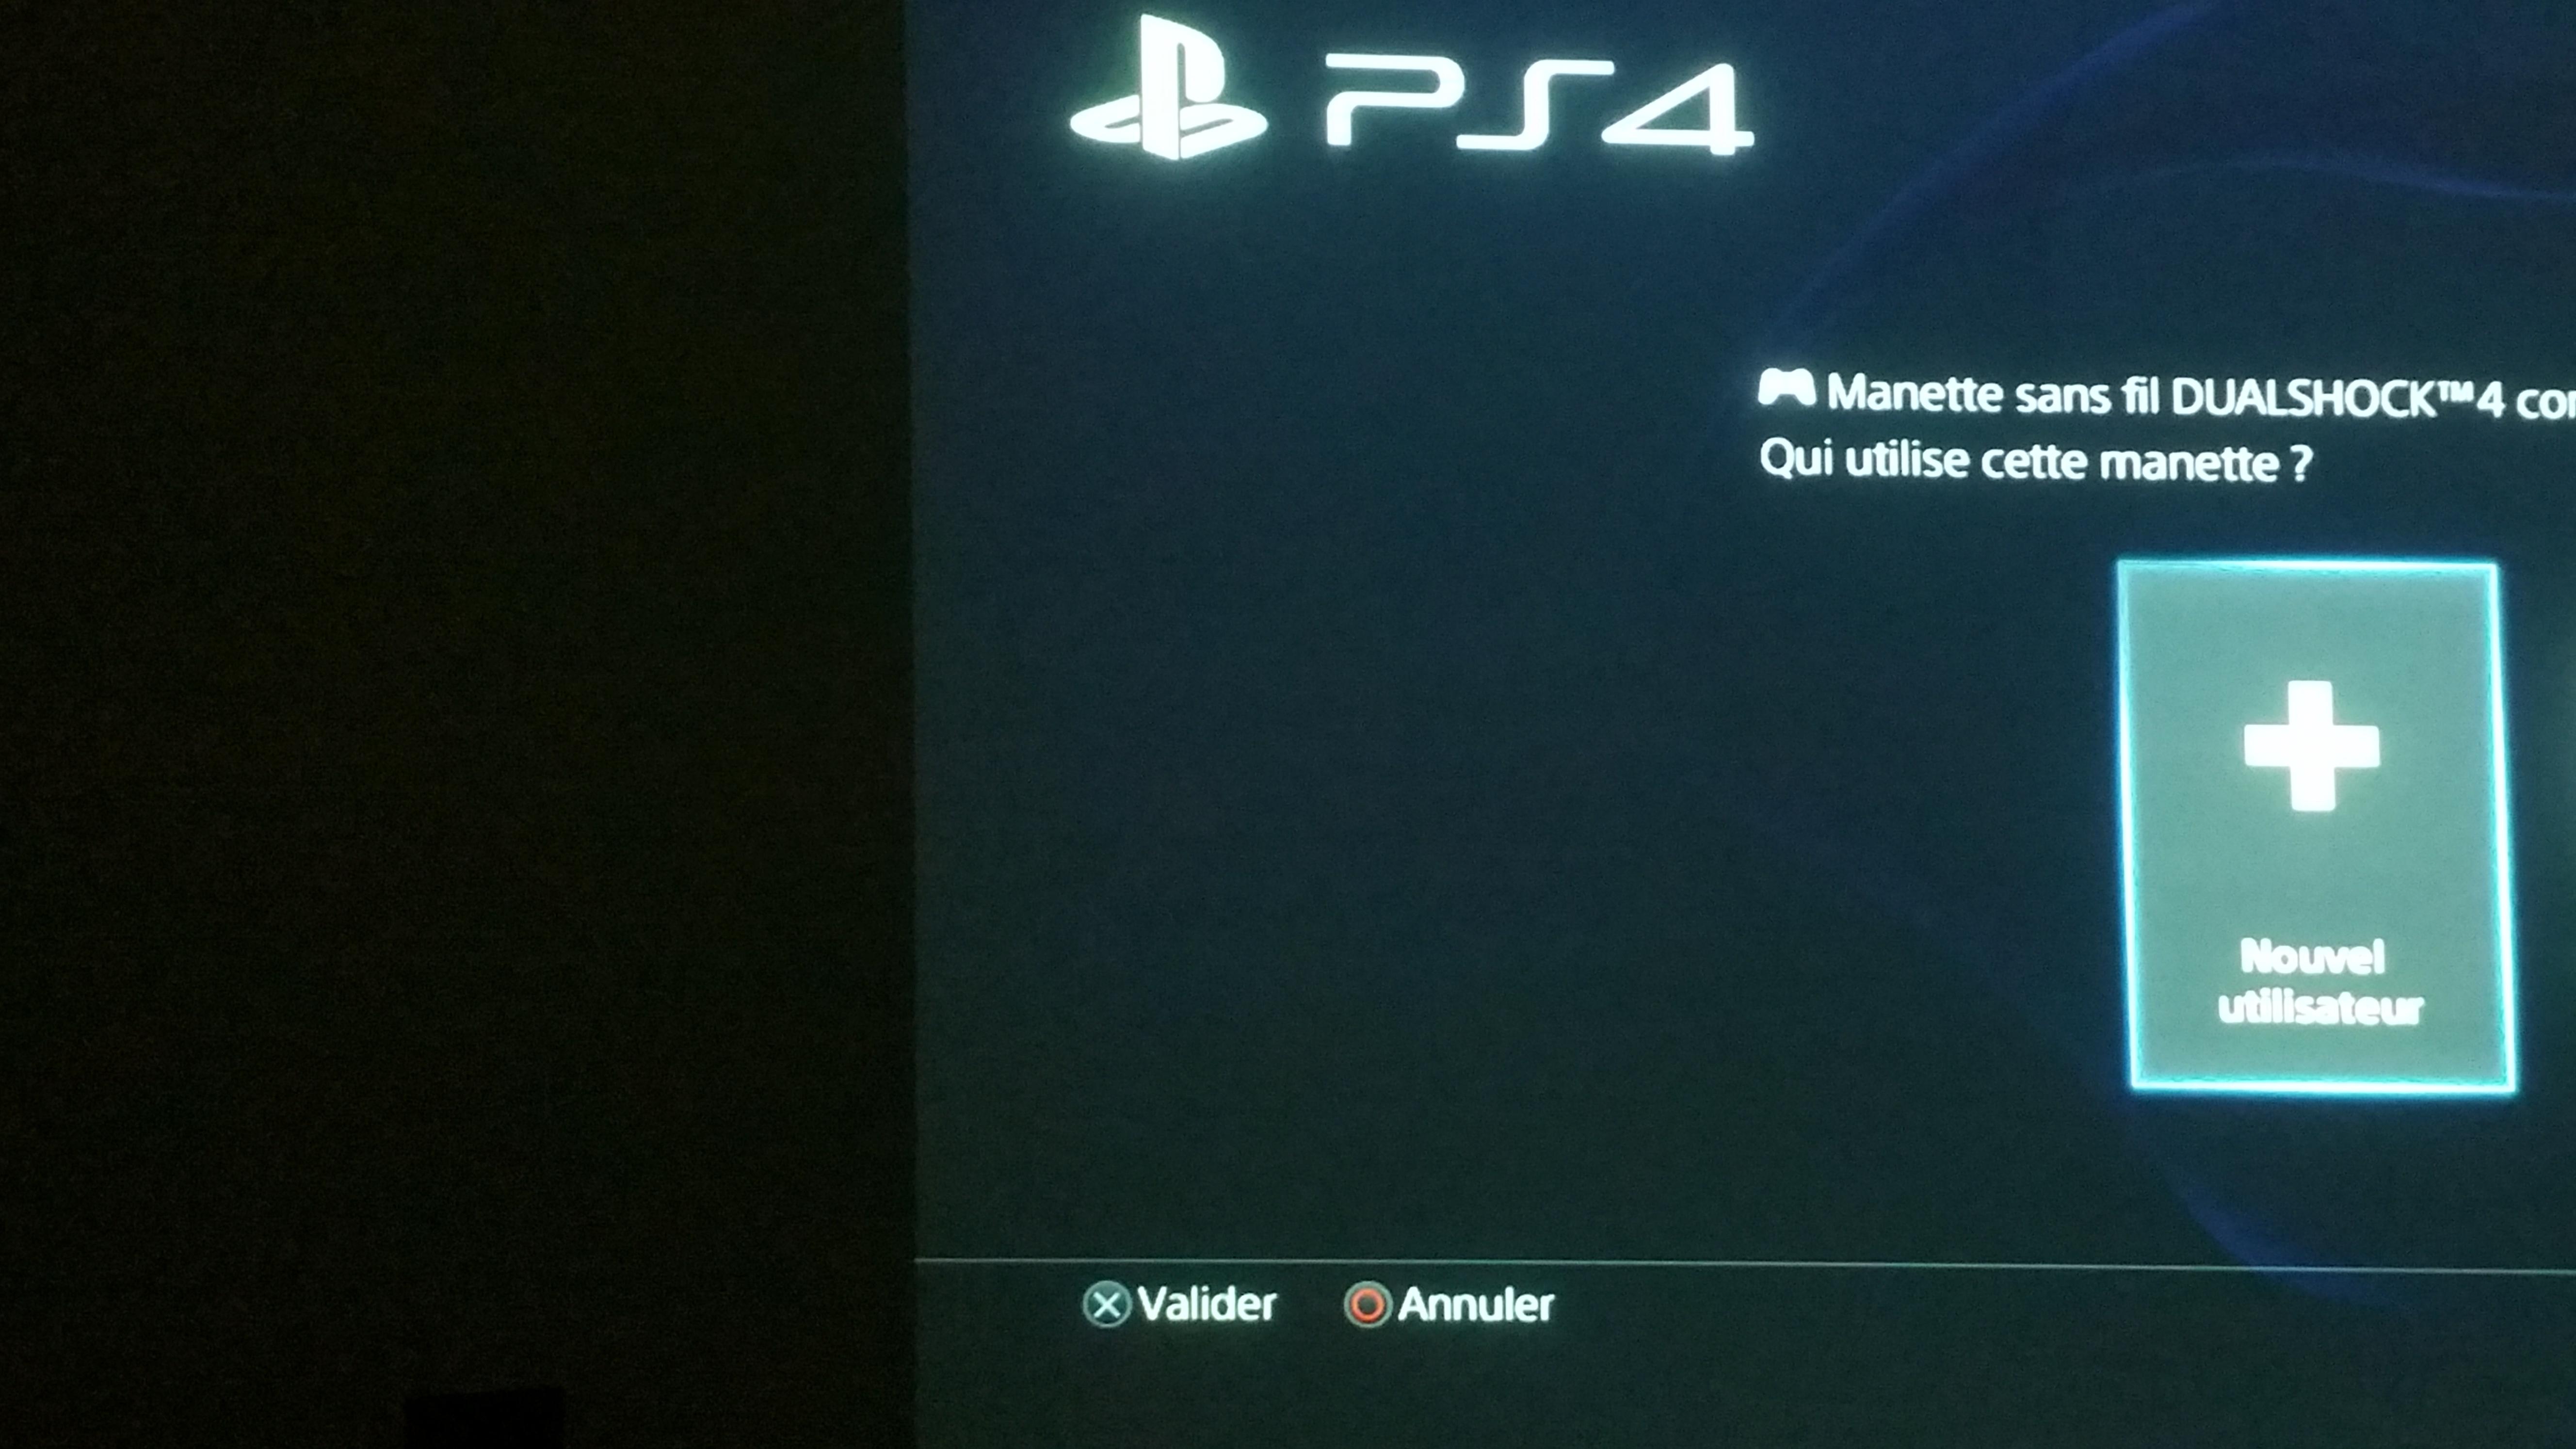 PS4
Manette sans fil DUALSHOCK™4
Qui utilise cette manette ?
Nouvel
utilisateur
Valider
Annuler